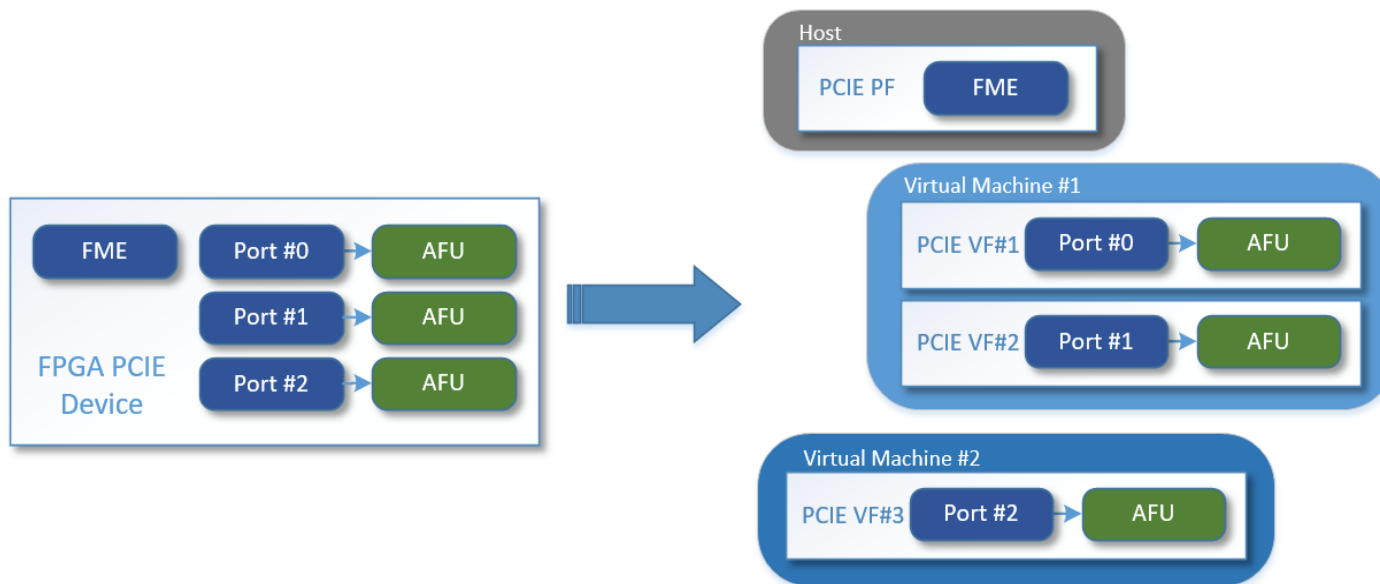 FME
Port #0
AFU
Port #1
AFU
FPGA PCIE
Device
Port #2
AFU
Host
PCIE PF
FME
Virtual Machine #1
PCIE VF#1
Port #0
AFU
PCIE VF#2
Port #1
AFU
Virtual Machine #2
PCIE VF#3
Port #2
AFU